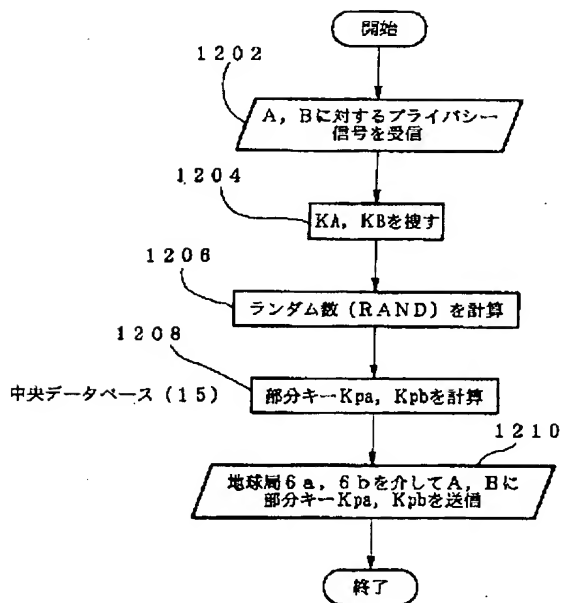 開始
1202
A, Bに対するプライバシー
信号を受信
1204
KA, KBを捜す
1206
ランダム数 (RAND) を計算
1208
中央データベース (15)
部分キーKpa, Kpbを計算
1210
地球局6a, 6bを介してA, Bに
部分キーKpa, Kpbを送信
終了